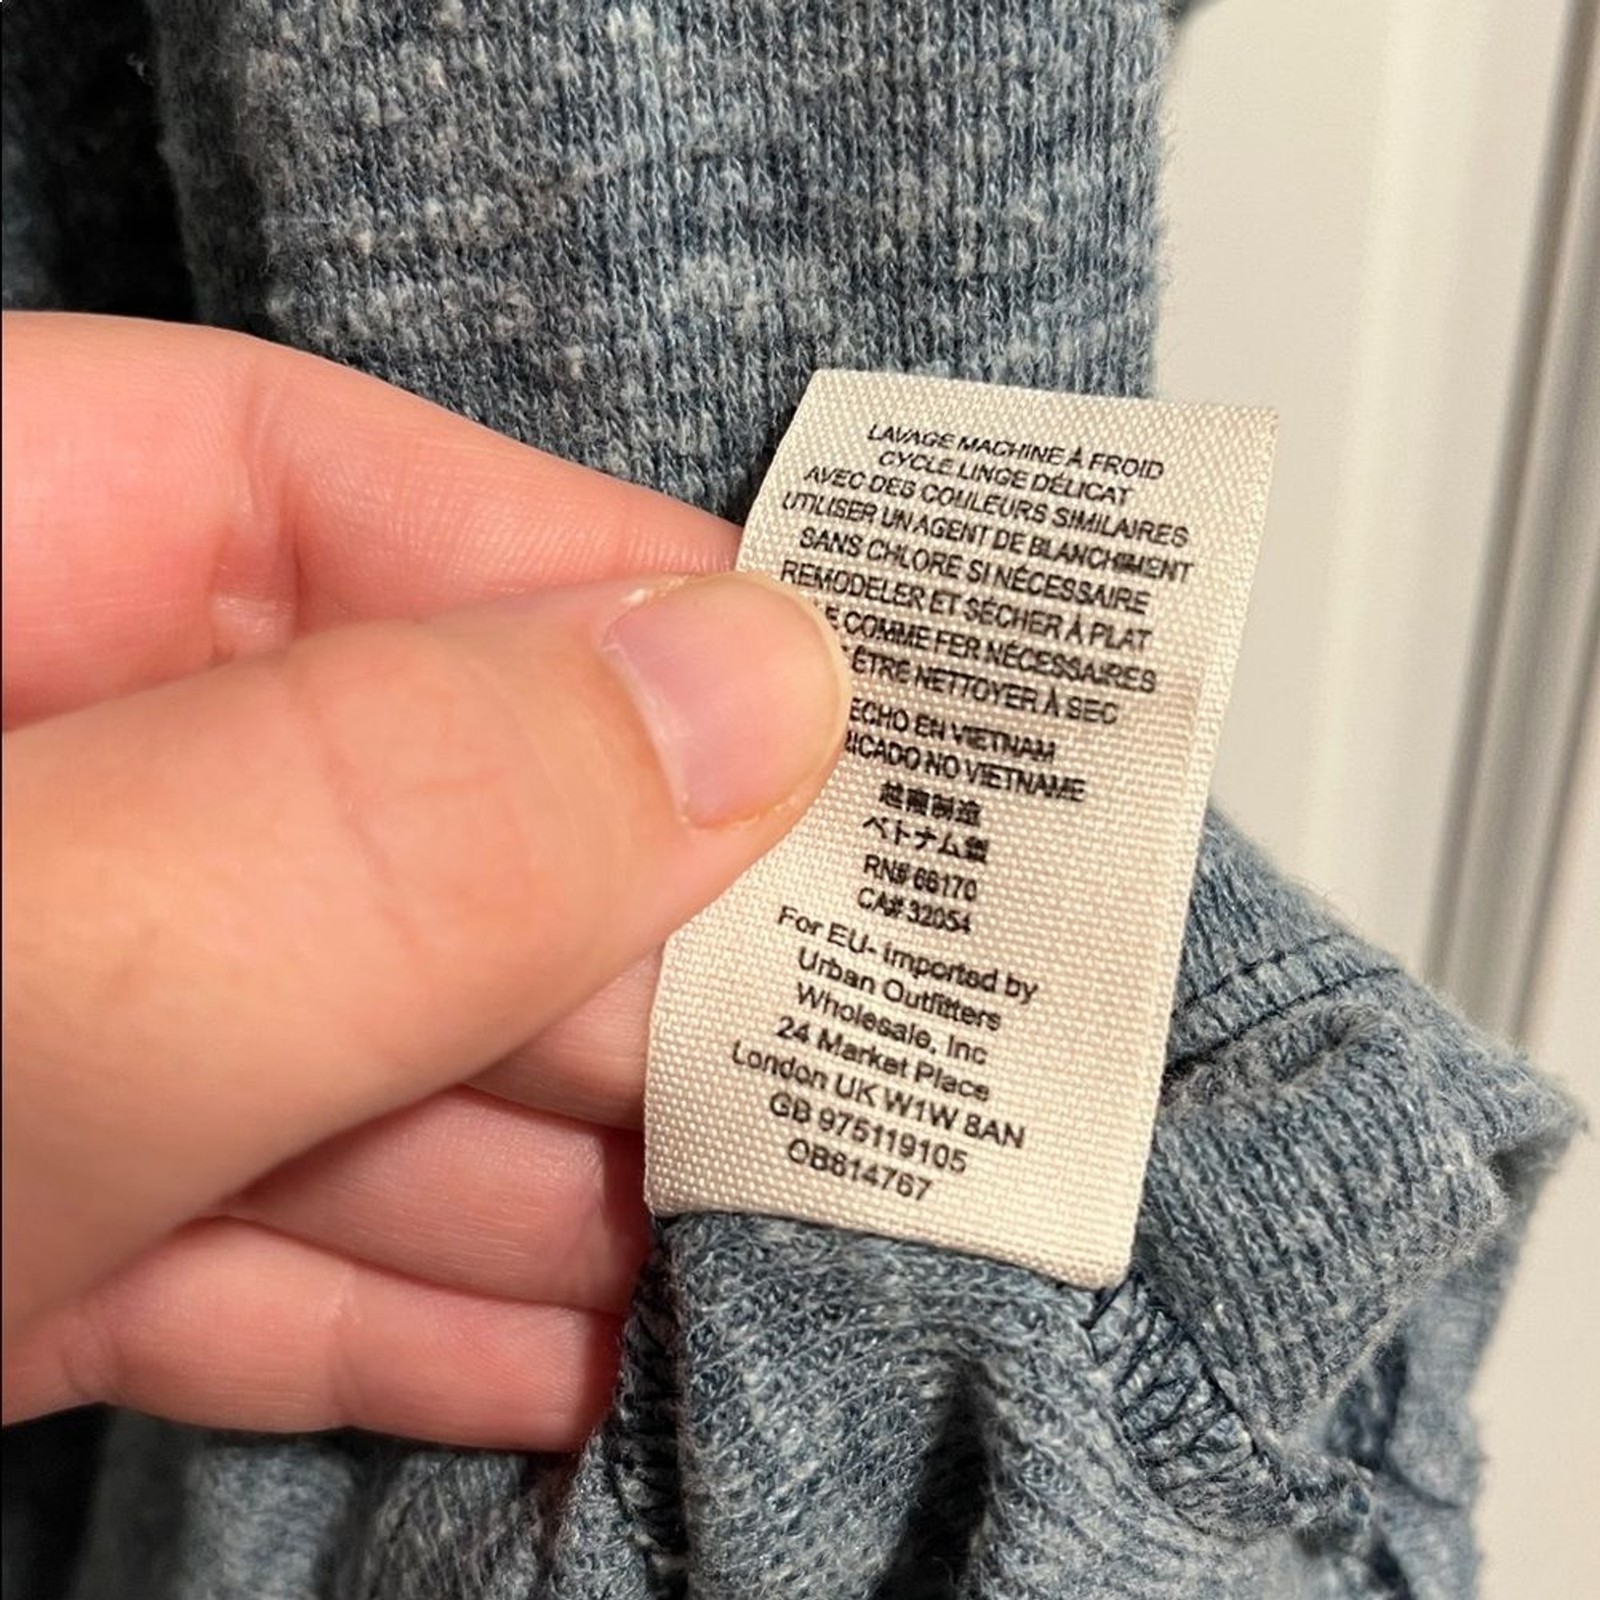 LAVAGE MACHINE À FROID
CYCLE LINGE DÉLICAT
AVEC DES COULEURS SIMILAIRES
UTILISER UN AGENT DE BLANCHIMENT
SANS CHLORE SI NÉCESSAIRE
REMODELER ET SÉCHER À PLAT
COMME FER NÉCESSAIRES
ÊTRE NETTOYER À SEC
ECHO EN VIETNAM
RICADO NO VIETNAME
越南制造
ベトナム製
RN# 66170
CA# 32054
For EU- Imported by
Urban Outfitters
Wholesale, Inc
24 Market Place
London UK W1W 8AN
GB 975119105
OB614767